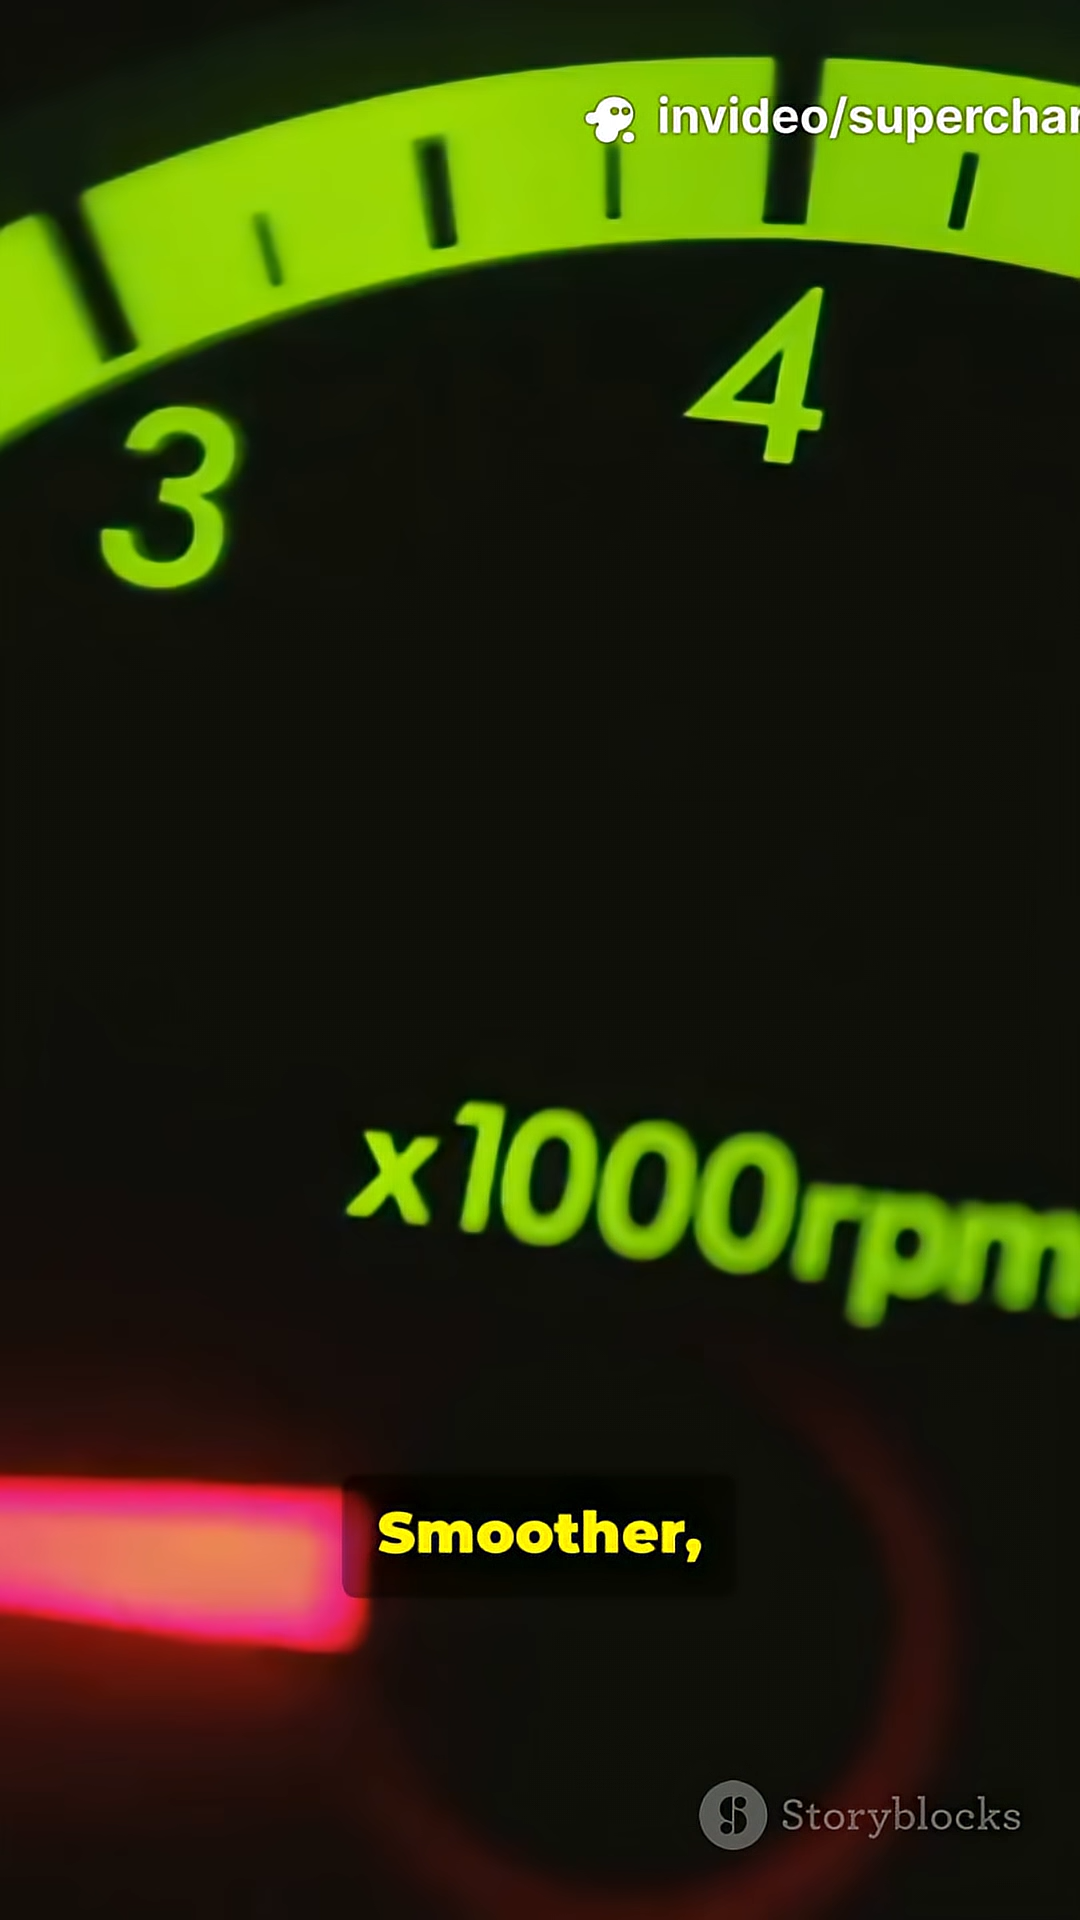 invideo/superchar
3
4
x1000rpm
Smoother,
Storyblocks